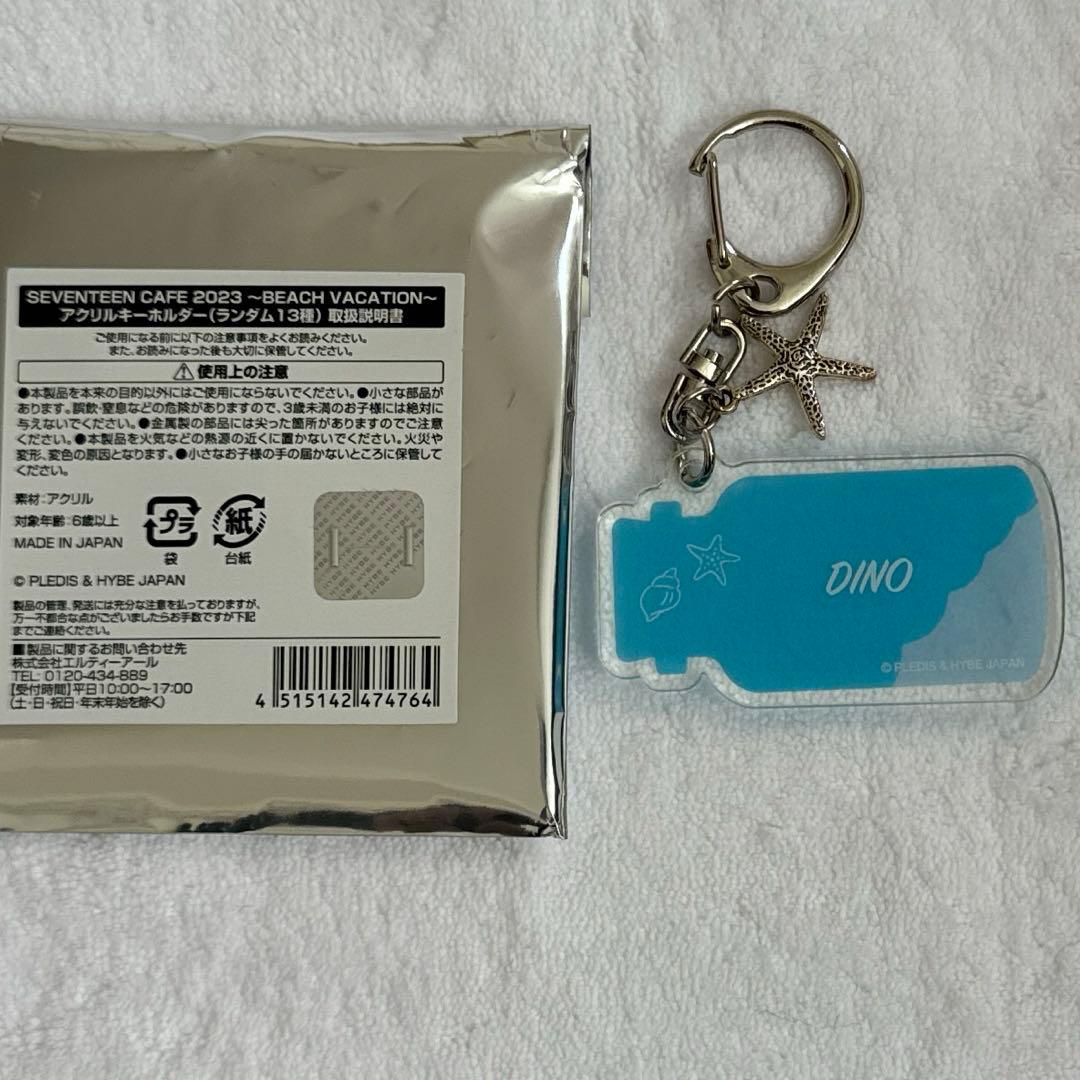 SEVENTEEN CAFE 2023 ～BEACH VACATION～
アクリルキーホルダー(ランダム13種) 取扱説明書
ご使用になる前に以下の注意事項をよくお読みください。
また、お読みになった後も大切に保管してください。
⚠使用上の注意
●本製品を本来の目的以外にはご使用にならないでください。●小さな部品が
あります。誤飲・窒息などの危険がありますので、3歳未満のお子様には絶対に
与えないでください。●金属製の部品には尖った箇所がありますのでご注意
ください。●本製品を火気などの熱源の近くに置かないでください。火災や
変形、変色の原因となります。●小さなお子様の手の届かないところに保管して
ください。
素材:アクリル
対象年齢:6歳以上
MADE IN JAPAN
プラ
袋
紙
台紙
HYBE HYBE HYBE
© PLEDIS & HYBE JAPAN
製品の管理、発送には充分な注意を払っておりますが、
万一不都合な点がございましたらお手数ですが下記
までご連絡ください。
■製品に関するお問い合わせ先
株式会社エルティーアール
TEL: 0120-434-889
【受付時間】平日10:00～17:00
(土・日・祝日・年末年始を除く)
4 515142 474764
DINO
© PLEDIS & HYBE JAPAN